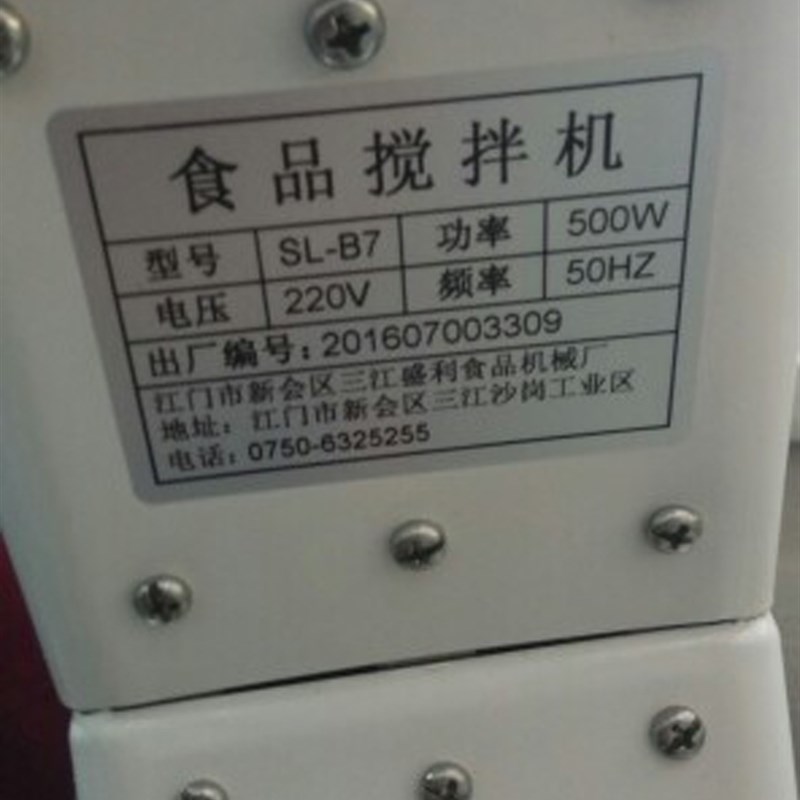 食品搅拌机
型号 SL-B7 功率 500W
电压 220V 频率 50HZ
出厂编号：201607003309
江门市新会区三江盛利食品机械厂
地址：江门市新会区三江沙岗工业区
电话：0750-6325255